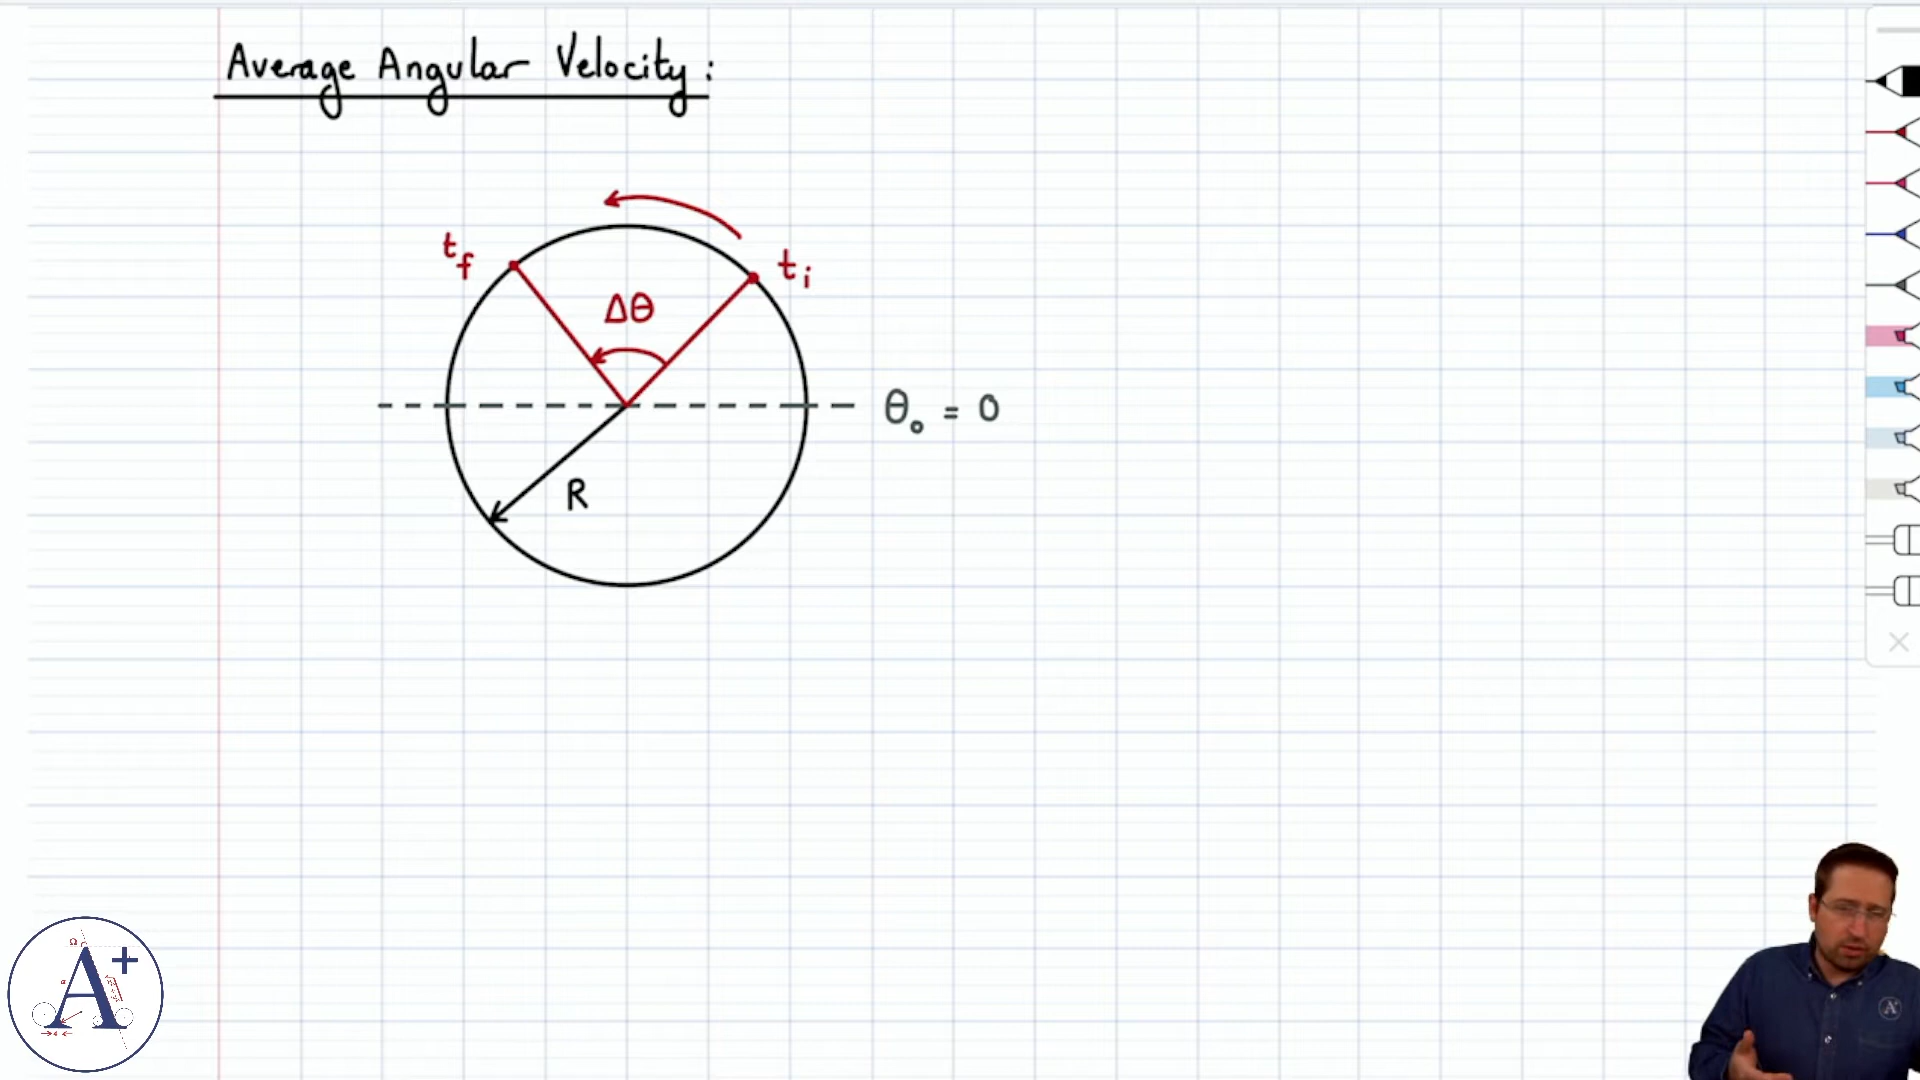 Average Angular Velocity:
t_f
t_i
Δθ
θ₀ = 0
R
A+